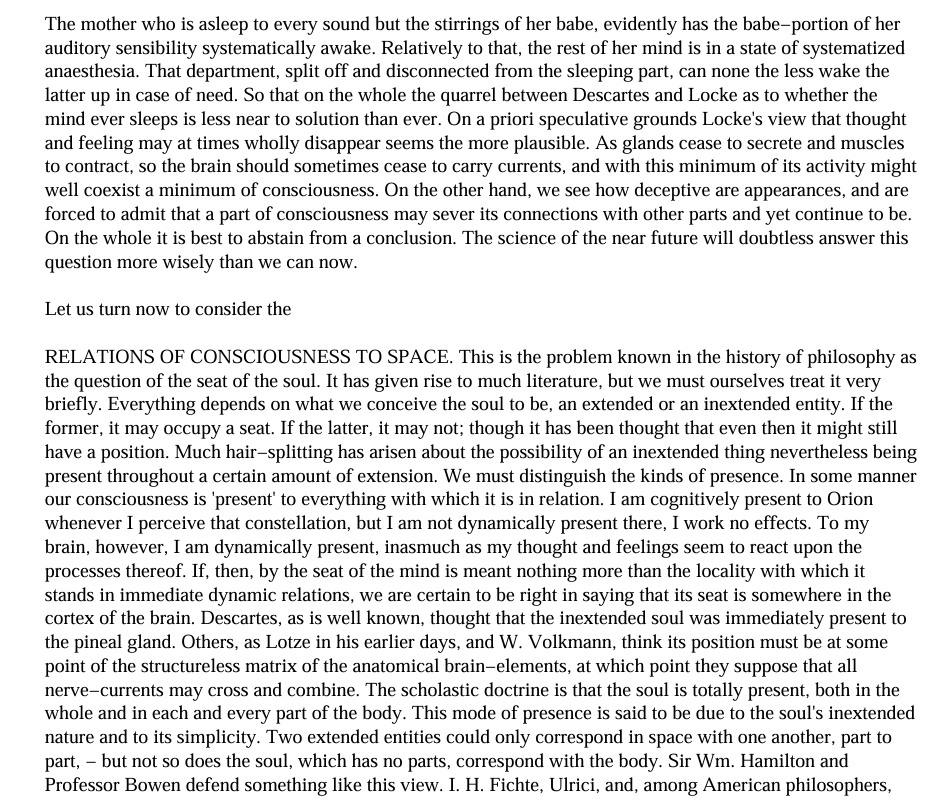 The mother who is asleep to every sound but the stirrings of her babe, evidently has the babe−portion of her
auditory sensibility systematically awake. Relatively to that, the rest of her mind is in a state of systematized
anaesthesia. That department, split off and disconnected from the sleeping part, can none the less wake the
latter up in case of need. So that on the whole the quarrel between Descartes and Locke as to whether the
mind ever sleeps is less near to solution than ever. On a priori speculative grounds Locke's view that thought
and feeling may at times wholly disappear seems the more plausible. As glands cease to secrete and muscles
to contract, so the brain should sometimes cease to carry currents, and with this minimum of its activity might
well coexist a minimum of consciousness. On the other hand, we see how deceptive are appearances, and are
forced to admit that a part of consciousness may sever its connections with other parts and yet continue to be.
On the whole it is best to abstain from a conclusion. The science of the near future will doubtless answer this
question more wisely than we can now.
Let us turn now to consider the
RELATIONS OF CONSCIOUSNESS TO SPACE. This is the problem known in the history of philosophy as
the question of the seat of the soul. It has given rise to much literature, but we must ourselves treat it very
briefly. Everything depends on what we conceive the soul to be, an extended or an inextended entity. If the
former, it may occupy a seat. If the latter, it may not; though it has been thought that even then it might still
have a position. Much hair−splitting has arisen about the possibility of an inextended thing nevertheless being
present throughout a certain amount of extension. We must distinguish the kinds of presence. In some manner
our consciousness is 'present' to everything with which it is in relation. I am cognitively present to Orion
whenever I perceive that constellation, but I am not dynamically present there, I work no effects. To my
brain, however, I am dynamically present, inasmuch as my thought and feelings seem to react upon the
processes thereof. If, then, by the seat of the mind is meant nothing more than the locality with which it
stands in immediate dynamic relations, we are certain to be right in saying that its seat is somewhere in the
cortex of the brain. Descartes, as is well known, thought that the inextended soul was immediately present to
the pineal gland. Others, as Lotze in his earlier days, and W. Volkmann, think its position must be at some
point of the structureless matrix of the anatomical brain−elements, at which point they suppose that all
nerve−currents may cross and combine. The scholastic doctrine is that the soul is totally present, both in the
whole and in each and every part of the body. This mode of presence is said to be due to the soul's inextended
nature and to its simplicity. Two extended entities could only correspond in space with one another, part to
part, − but not so does the soul, which has no parts, correspond with the body. Sir Wm. Hamilton and
Professor Bowen defend something like this view. I. H. Fichte, Ulrici, and, among American philosophers,